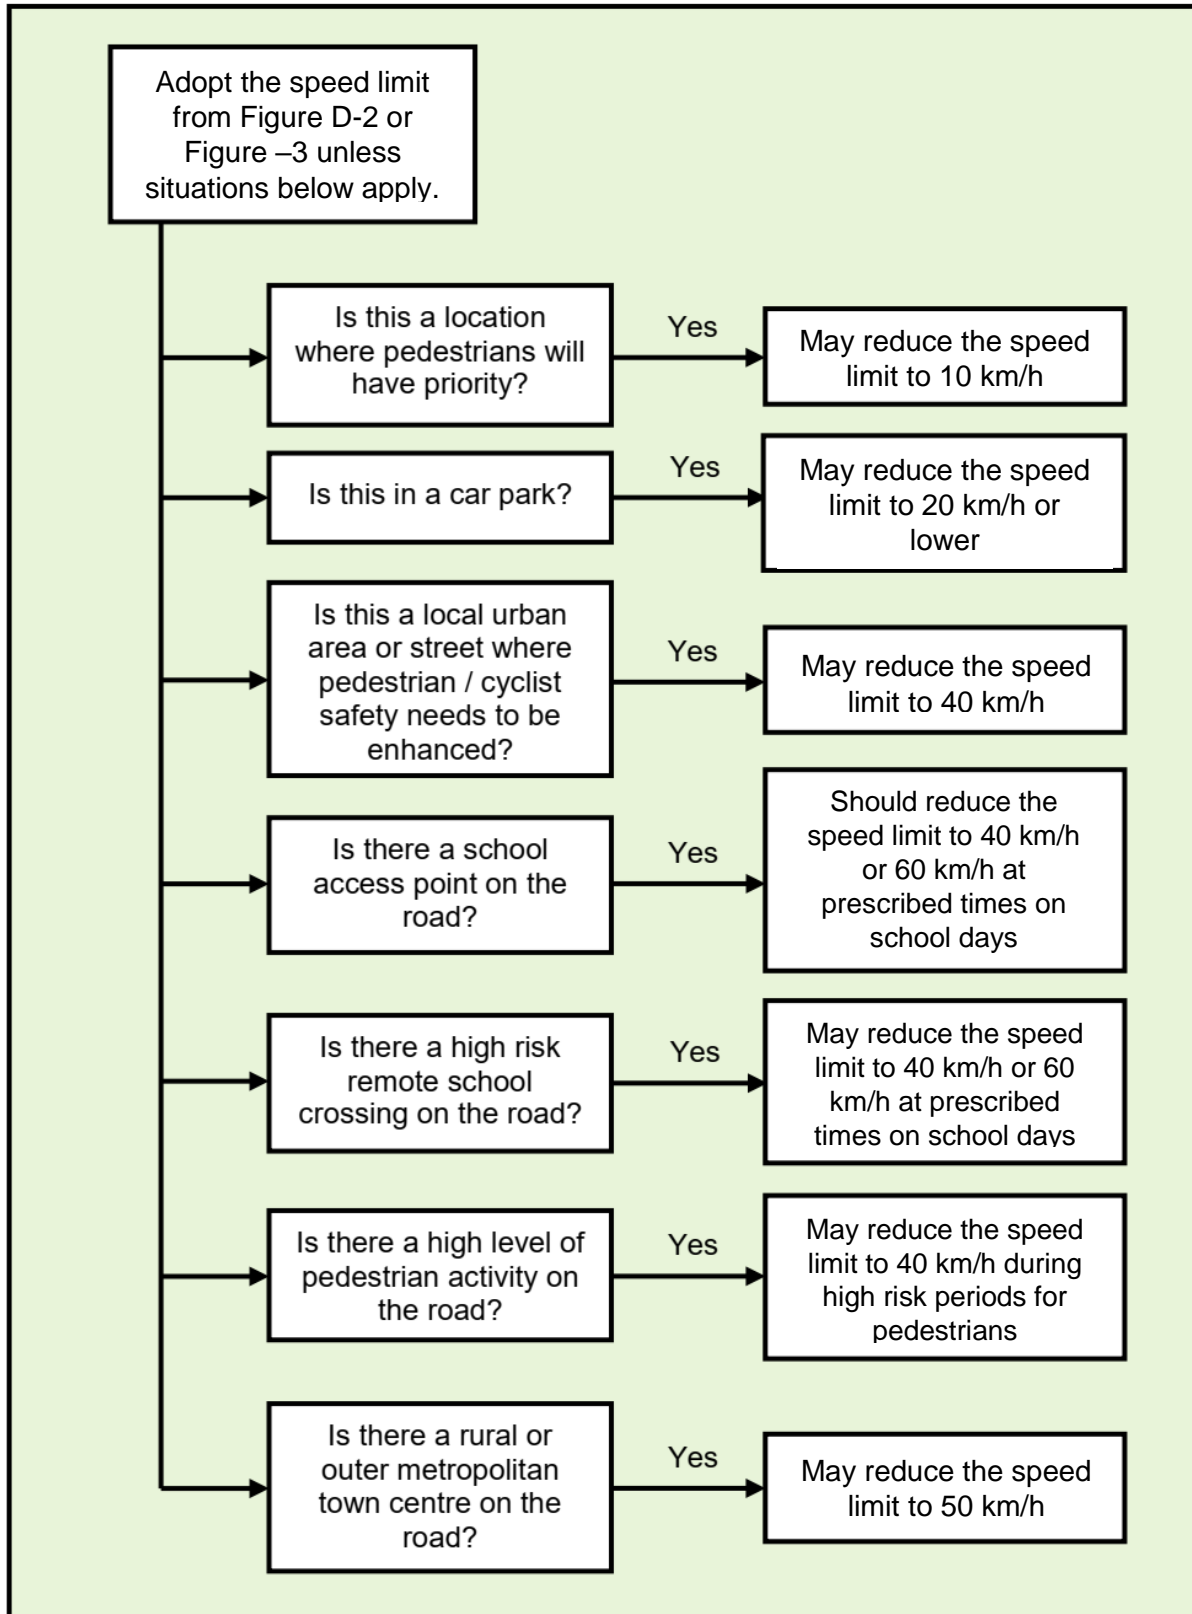 Adopt the speed limit
from Figure D-2 or
Figure –3 unless
situations below apply.
Is this a location
where pedestrians will
have priority?
Yes
May reduce the speed
limit to 10 km/h
Is this in a car park?
Yes
May reduce the speed
limit to 20 km/h or
lower
Is this a local urban
area or street where
pedestrian / cyclist
safety needs to be
enhanced?
Yes
May reduce the speed
limit to 40 km/h
Is there a school
access point on the
road?
Yes
Should reduce the
speed limit to 40 km/h
or 60 km/h at
prescribed times on
school days
Is there a high risk
remote school
crossing on the road?
Yes
May reduce the speed
limit to 40 km/h or 60
km/h at prescribed
times on school days
Is there a high level of
pedestrian activity on
the road?
Yes
May reduce the speed
limit to 40 km/h during
high risk periods for
pedestrians
Is there a rural or
outer metropolitan
town centre on the
road?
Yes
May reduce the speed
limit to 50 km/h